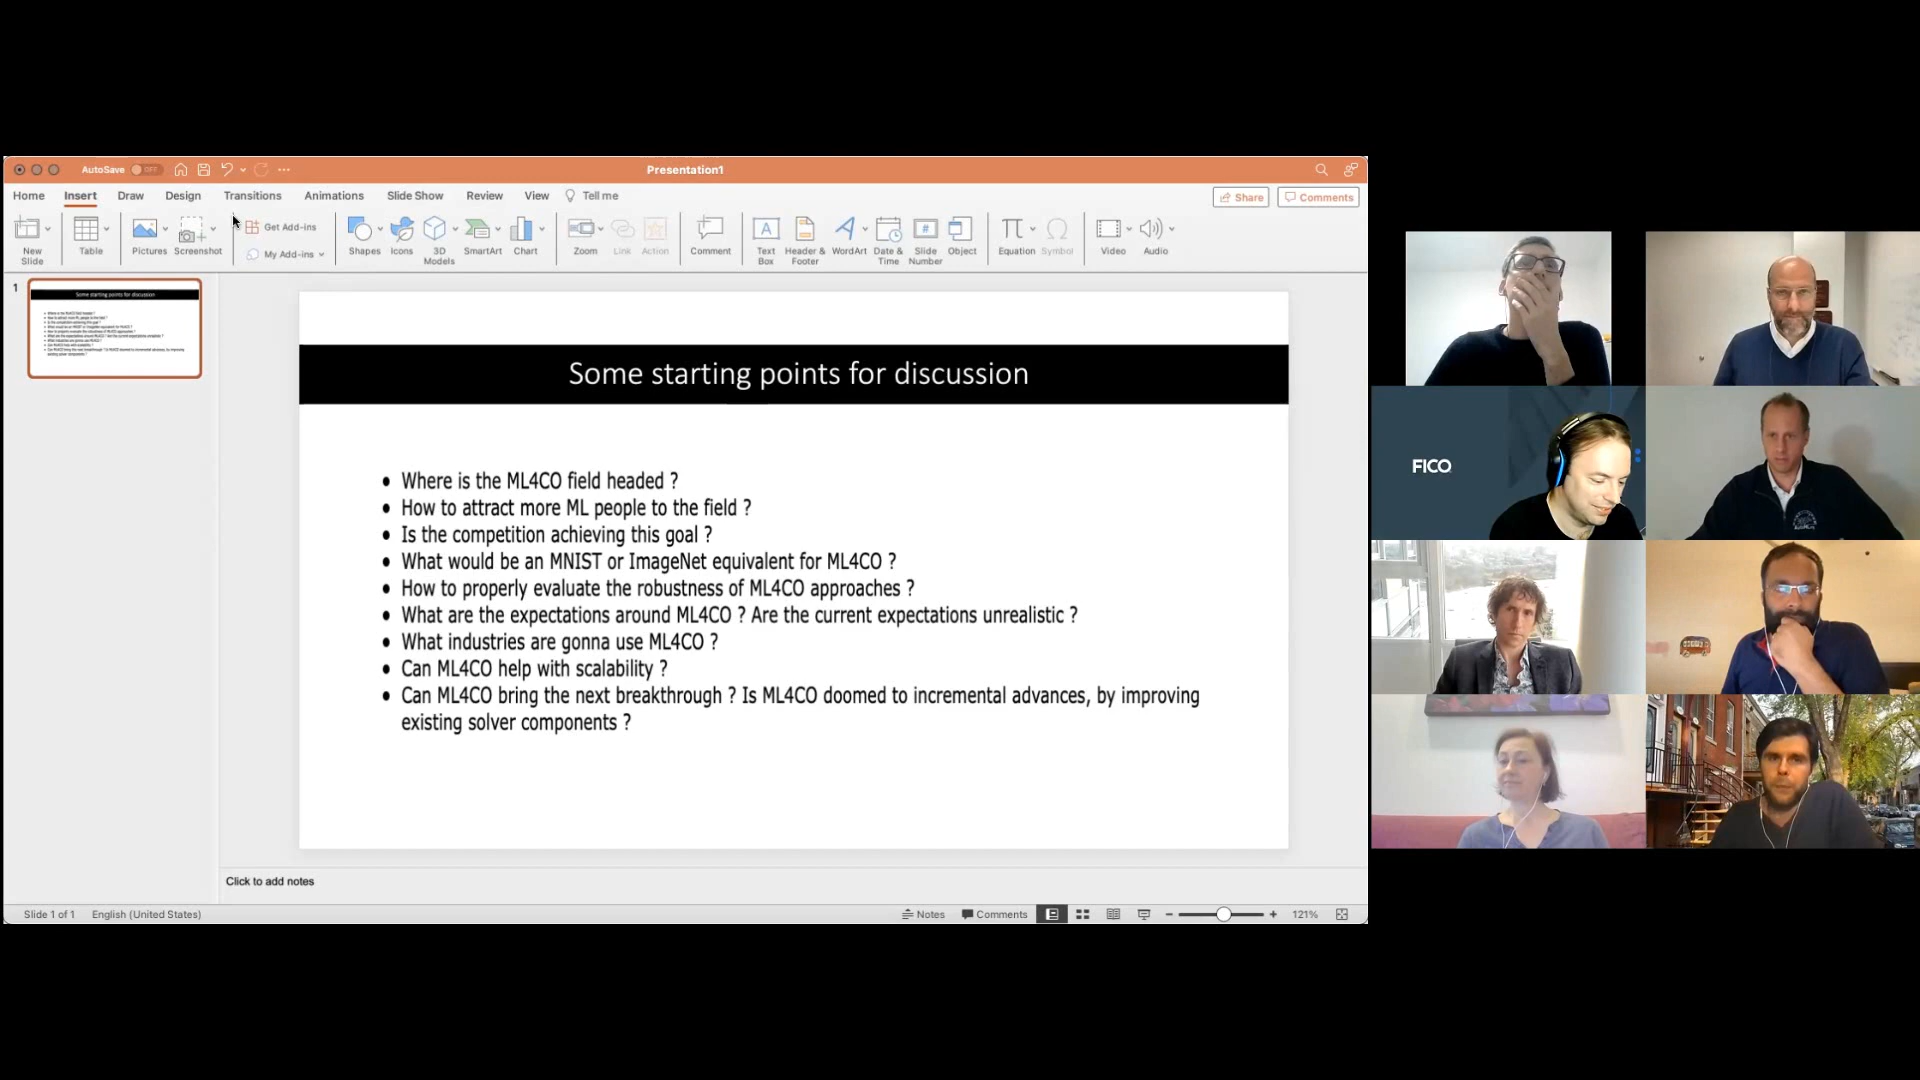 AutoSave OFF
Presentation1
Home Insert Draw Design Transitions Animations Slide Show Review View Tell me
Share Comments
New Slide
Table
Pictures
Screenshot
Get Add-ins
My Add-ins
Shapes
Icons
3D Models
SmartArt
Chart
Zoom
Link
Action
Comment
Text Box
Header & Footer
WordArt
Date & Time
Slide Number
Object
Equation
Symbol
Video
Audio
1
Some starting points for discussion
Some starting points for discussion
• Where is the ML4CO field headed ?
• How to attract more ML people to the field ?
• Is the competition achieving this goal ?
• What would be an MNIST or ImageNet equivalent for ML4CO ?
• How to properly evaluate the robustness of ML4CO approaches ?
• What are the expectations around ML4CO ? Are the current expectations unrealistic ?
• What industries are gonna use ML4CO ?
• Can ML4CO help with scalability ?
• Can ML4CO bring the next breakthrough ? Is ML4CO doomed to incremental advances, by improving
existing solver components ?
Click to add notes
Slide 1 of 1 English (United States)
Notes Comments 121%
FICO